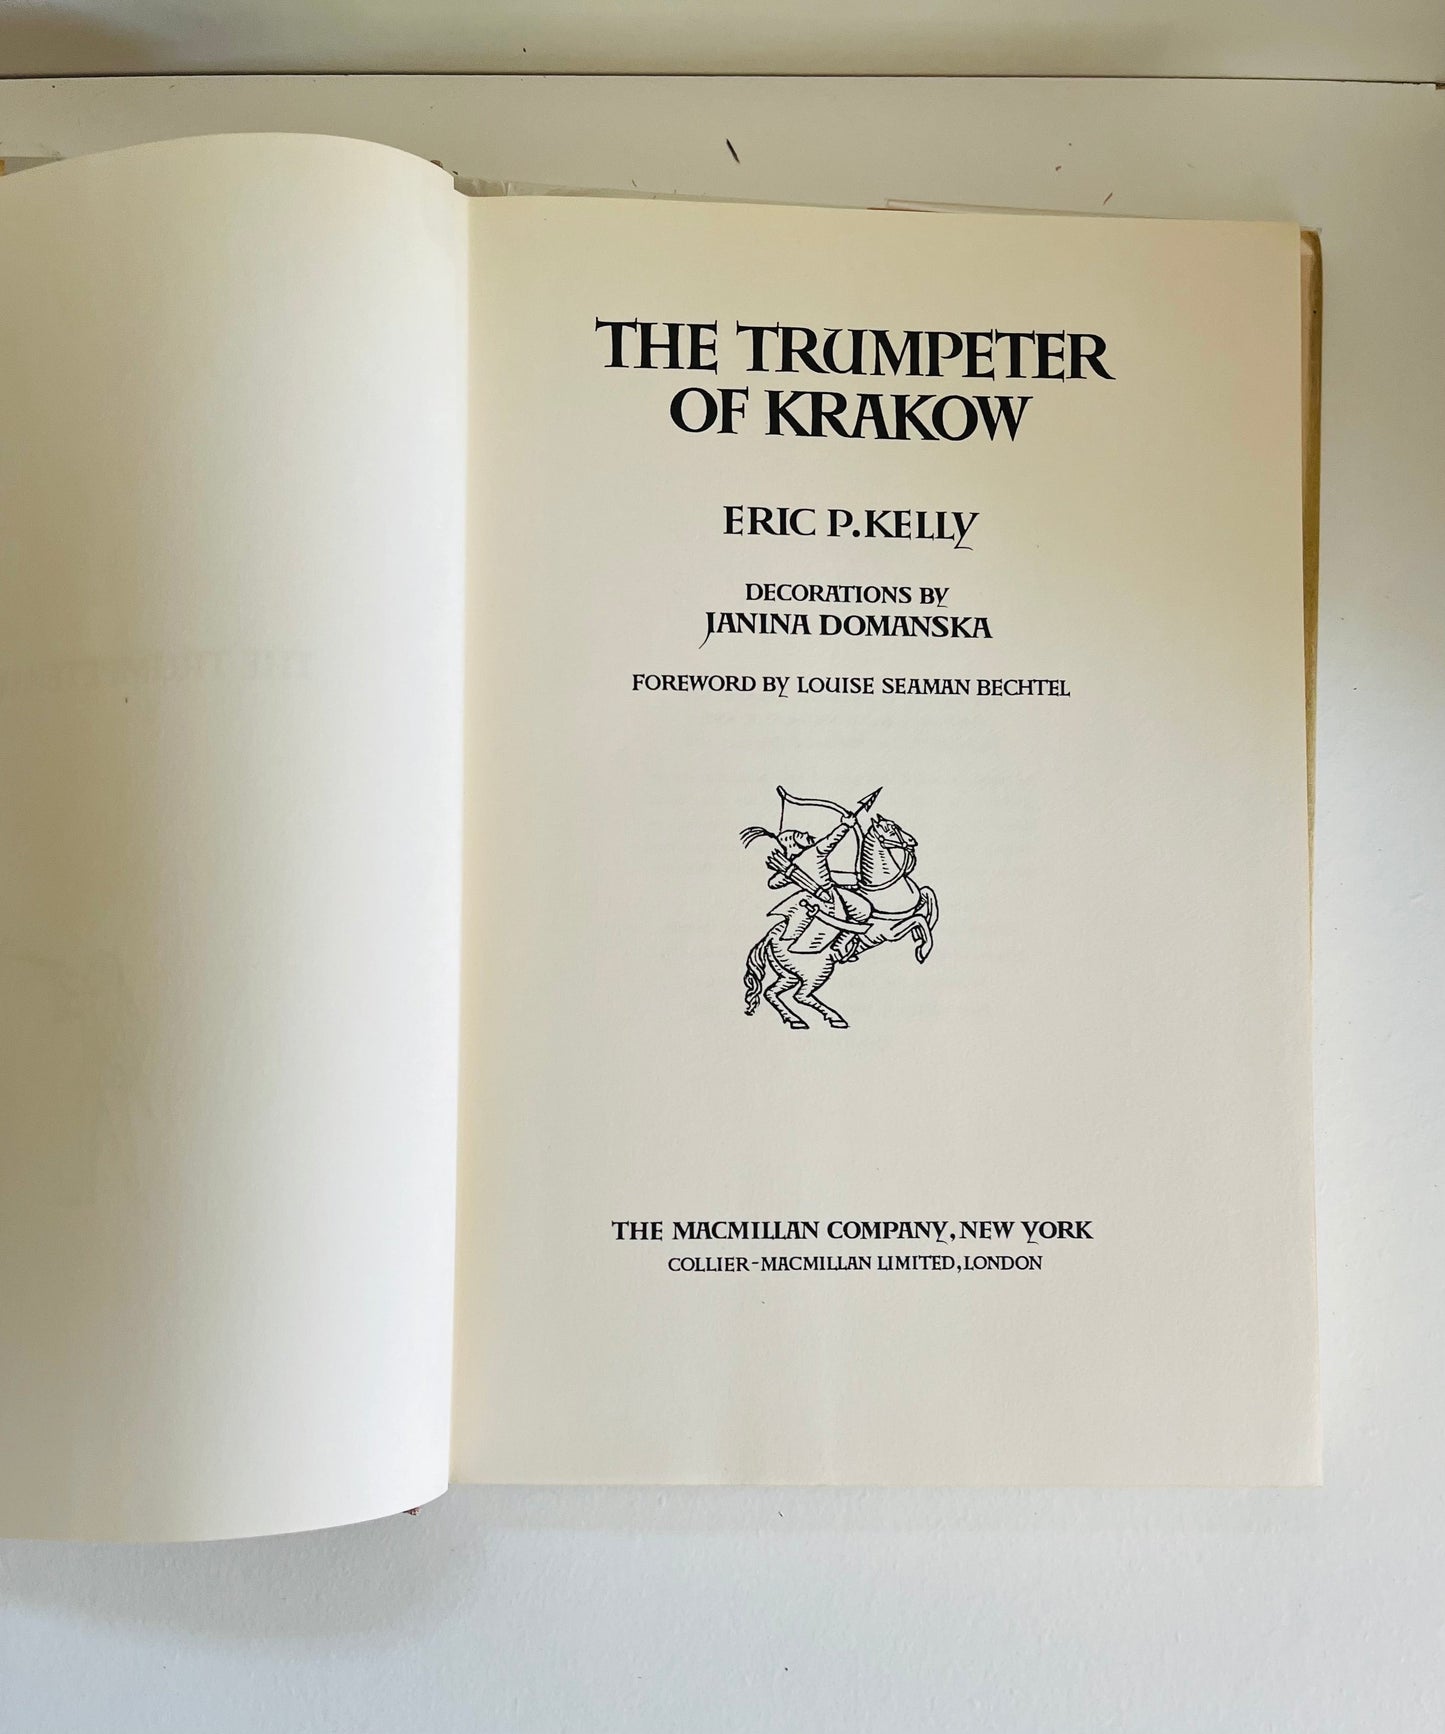 THE TRUMPETER
OF KRAKOW
ERIC P. KELLY
DECORATIONS BY
JANINA DOMANSKA
FOREWORD BY LOUISE SEAMAN BECHTEL
THE MACMILLAN COMPANY, NEW YORK
COLLIER-MACMILLAN LIMITED, LONDON